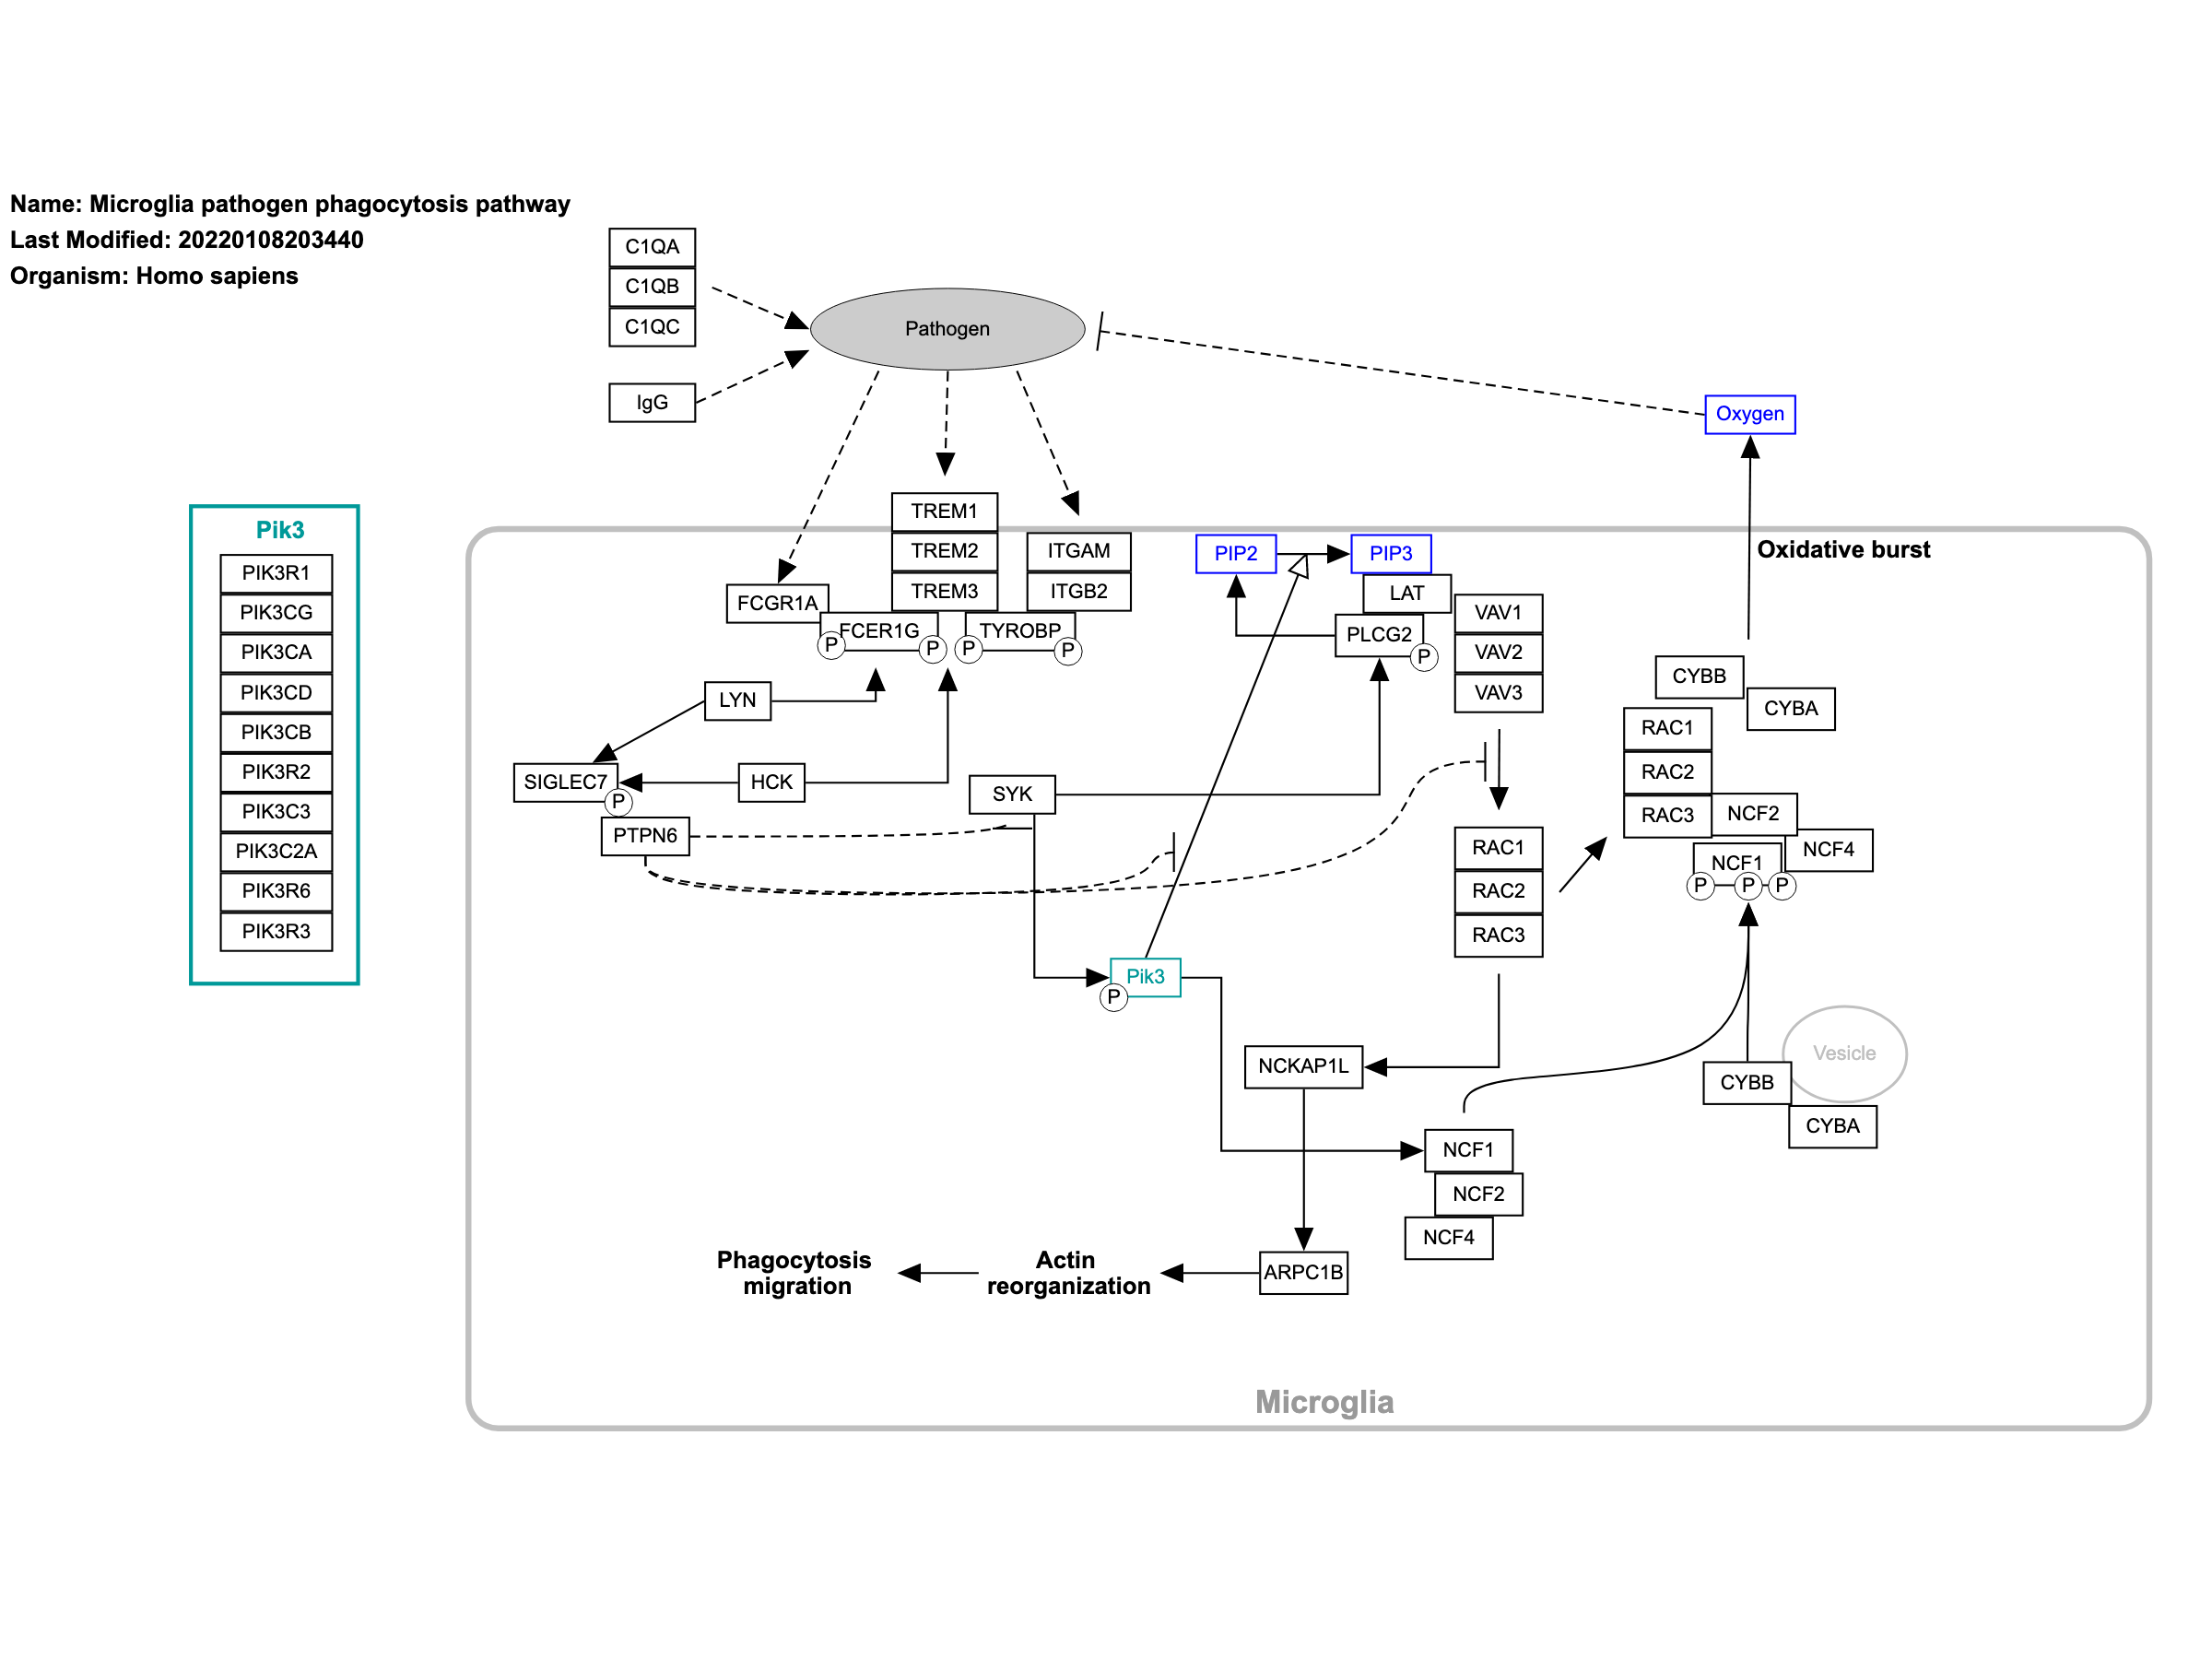 Name: Microglia pathogen phagocytosis pathway
Last Modified: 20220108203440
Organism: Homo sapiens
C1QA
C1QB
C1QC
IgG
Pathogen
Oxygen
Pik3
PIK3R1
PIK3CG
PIK3CA
PIK3CD
PIK3CB
PIK3R2
PIK3C3
PIK3C2A
PIK3R6
PIK3R3
TREM1
TREM2
TREM3
ITGAM
ITGB2
FCGR1A
FCER1G
P
P
TYROBP
P
P
PIP2
PIP3
LAT
PLCG2
P
VAV1
VAV2
VAV3
Oxidative burst
LYN
SIGLEC7
P
HCK
PTPN6
SYK
CYBB
CYBA
RAC1
RAC2
RAC3
NCF2
NCF4
NCF1
P
P
P
RAC1
RAC2
RAC3
Pik3
P
NCKAP1L
Vesicle
CYBB
CYBA
NCF1
NCF2
NCF4
ARPC1B
Actin
reorganization
Phagocytosis
migration
Microglia